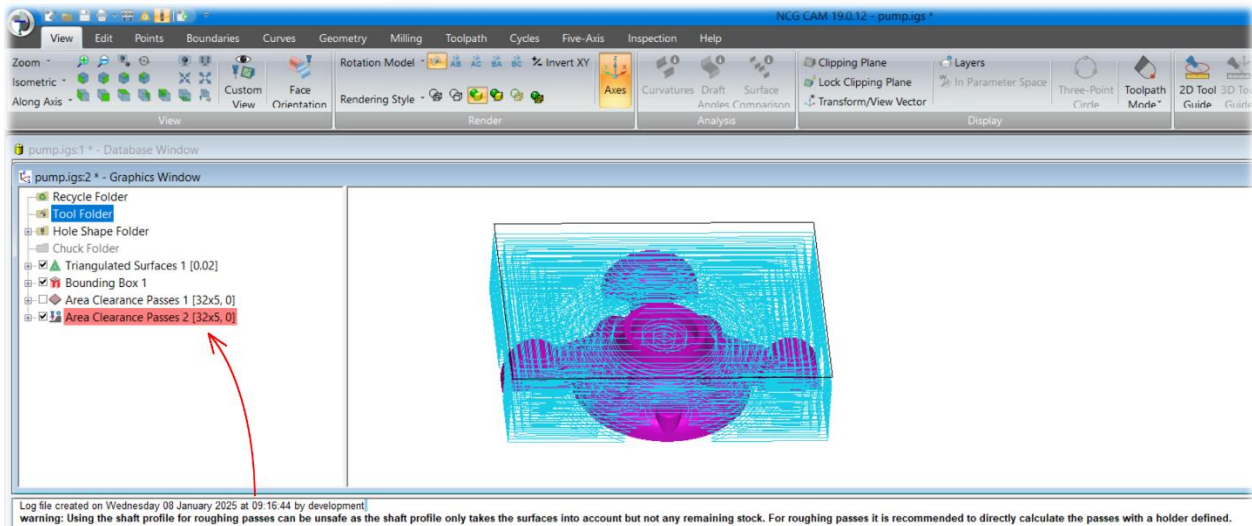 NCG CAM 19.0.12 - pump.igs *
View Edit Points Boundaries Curves Geometry Milling Toolpath Cycles Five-Axis Inspection Help
Zoom
Isometric
Along Axis
Custom View
Face Orientation
View
Rotation Model
AB AC BA BC Invert XY
Rendering Style
Axes
Render
Curvatures
Draft Angles
Surface Comparison
Analysis
Clipping Plane
Lock Clipping Plane
Transform/View Vector
Layers
In Parameter Space
Three-Point Circle
Toolpath Mode
Display
2D Tool Guide
3D
Guide
pump.igs:1 * - Database Window
pump.igs:2 * - Graphics Window
Recycle Folder
Tool Folder
Hole Shape Folder
Chuck Folder
Triangulated Surfaces 1 [0.02]
Bounding Box 1
Area Clearance Passes 1 [32x5, 0]
Area Clearance Passes 2 [32x5, 0]
Log file created on Wednesday 08 January 2025 at 09:16:44 by development
warning: Using the shaft profile for roughing passes can be unsafe as the shaft profile only takes the surfaces into account but not any remaining stock. For roughing passes it is recommended to directly calculate the passes with a holder defined.